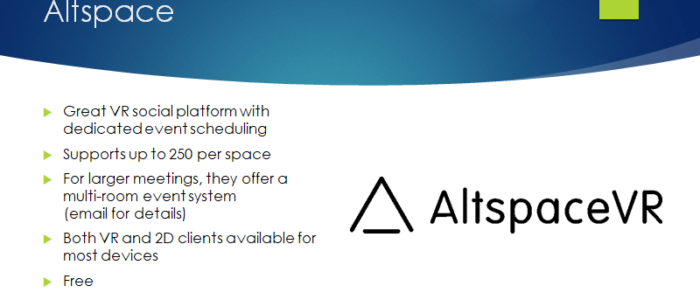 Altspace
Great VR social platform with
dedicated event scheduling
Supports up to 250 per space
For larger meetings, they offer a
multi-room event system
(email for details)
Both VR and 2D clients available for
most devices
Free
AltspaceVR